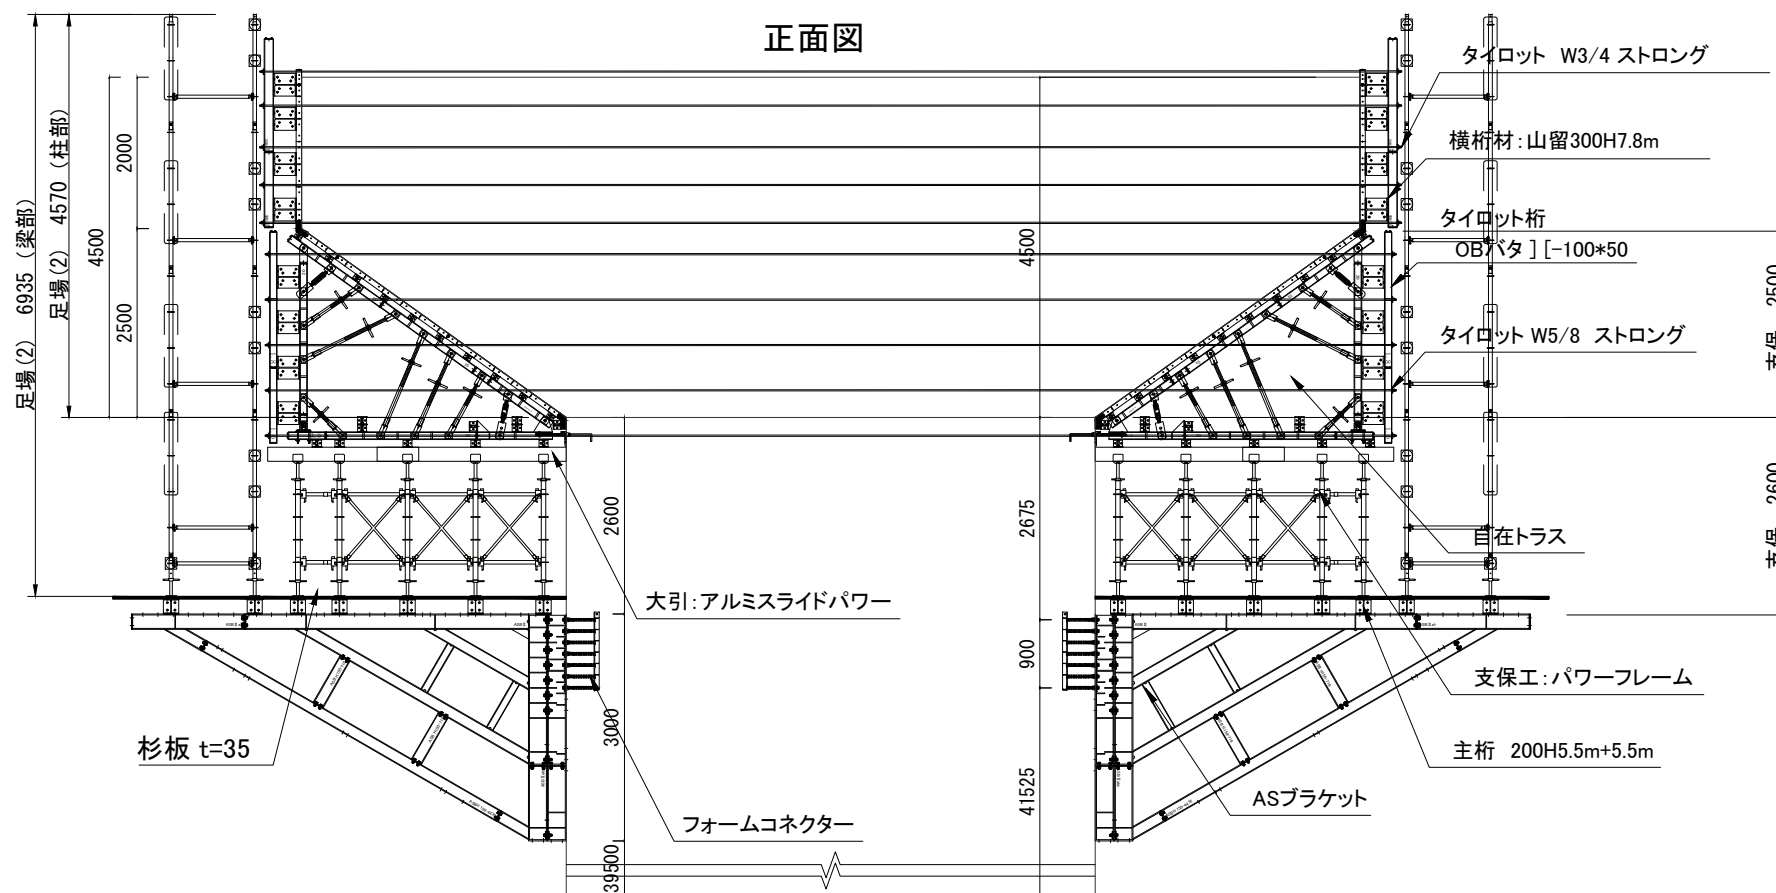 正面図
足場(2) 6935 (梁部)
足場(2) 4570 (柱部)
4500
2000
2500
4500
タイロット W3/4 ストロング
横桁材:山留300H7.8m
タイロット桁
OBバタ ] [-100*50
タイロット W5/8 ストロング
支保 2500
支保 2600
自在トラス
2600
2675
大引:アルミスライドパワー
900
支保工:パワーフレーム
3000
杉板 t=35
主桁 200H5.5m+5.5m
41525
ASブラケット
フォームコネクター
39500